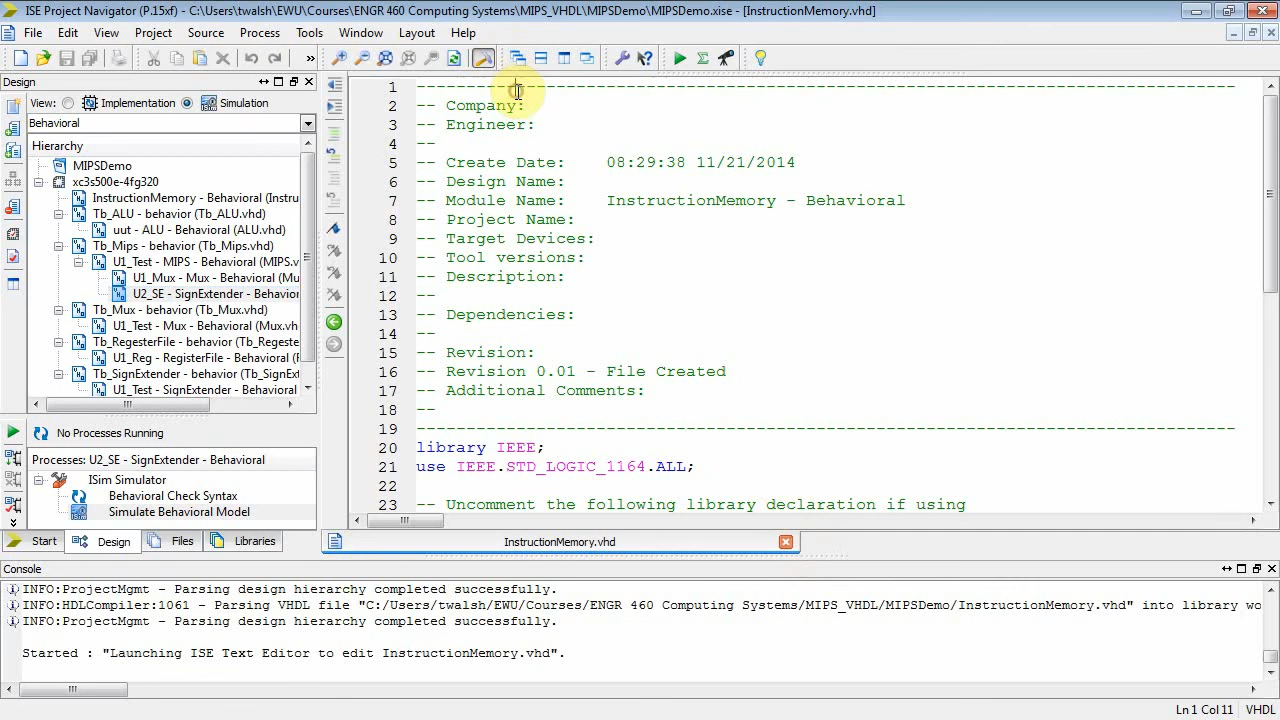 ISE Project Navigator (P.15xf) - C:\Users\twalsh\EWU\Courses\ENGR 460 Computing Systems\MIPS_VHDL\MIPSDemo\MIPSDemo.xise - [InstructionMemory.vhd]
File Edit View Project Source Process Tools Window Layout Help
Design
View: Implementation Simulation
Behavioral
Hierarchy
MIPSDemo
xc3s500e-4fg320
InstructionMemory - Behavioral (Instru
Tb_ALU - behavior (Tb_ALU.vhd)
uut - ALU - Behavioral (ALU.vhd)
Tb_Mips - behavior (Tb_Mips.vhd)
U1_Test - MIPS - Behavioral (MIPS.v
U1_Mux - Mux - Behavioral (Mu
U2_SE - SignExtender - Behavior
Tb_Mux - behavior (Tb_Mux.vhd)
U1_Test - Mux - Behavioral (Mux.vh
Tb_RegesterFile - behavior (Tb_Regeste
U1_Reg - RegisterFile - Behavioral (
Tb_SignExtender - behavior (Tb_SignExt
U1_Test - SignExtender - Behavioral
No Processes Running
Processes: U2_SE - SignExtender - Behavioral
ISim Simulator
Behavioral Check Syntax
Simulate Behavioral Model
Start Design Files Libraries
1 ----------------------------------------------------------------------------------
2 -- Company:
3 -- Engineer:
4 --
5 -- Create Date: 08:29:38 11/21/2014
6 -- Design Name:
7 -- Module Name: InstructionMemory - Behavioral
8 -- Project Name:
9 -- Target Devices:
10 -- Tool versions:
11 -- Description:
12 --
13 -- Dependencies:
14 --
15 -- Revision:
16 -- Revision 0.01 - File Created
17 -- Additional Comments:
18 --
19 ----------------------------------------------------------------------------------
20 library IEEE;
21 use IEEE.STD_LOGIC_1164.ALL;
22
23 -- Uncomment the following library declaration if using
InstructionMemory.vhd
Console
INFO:ProjectMgmt - Parsing design hierarchy completed successfully.
INFO:HDLCompiler:1061 - Parsing VHDL file "C:/Users/twalsh/EWU/Courses/ENGR 460 Computing Systems/MIPS_VHDL/MIPSDemo/InstructionMemory.vhd" into library wo
INFO:ProjectMgmt - Parsing design hierarchy completed successfully.
Started : "Launching ISE Text Editor to edit InstructionMemory.vhd".
Ln 1 Col 11 VHDL